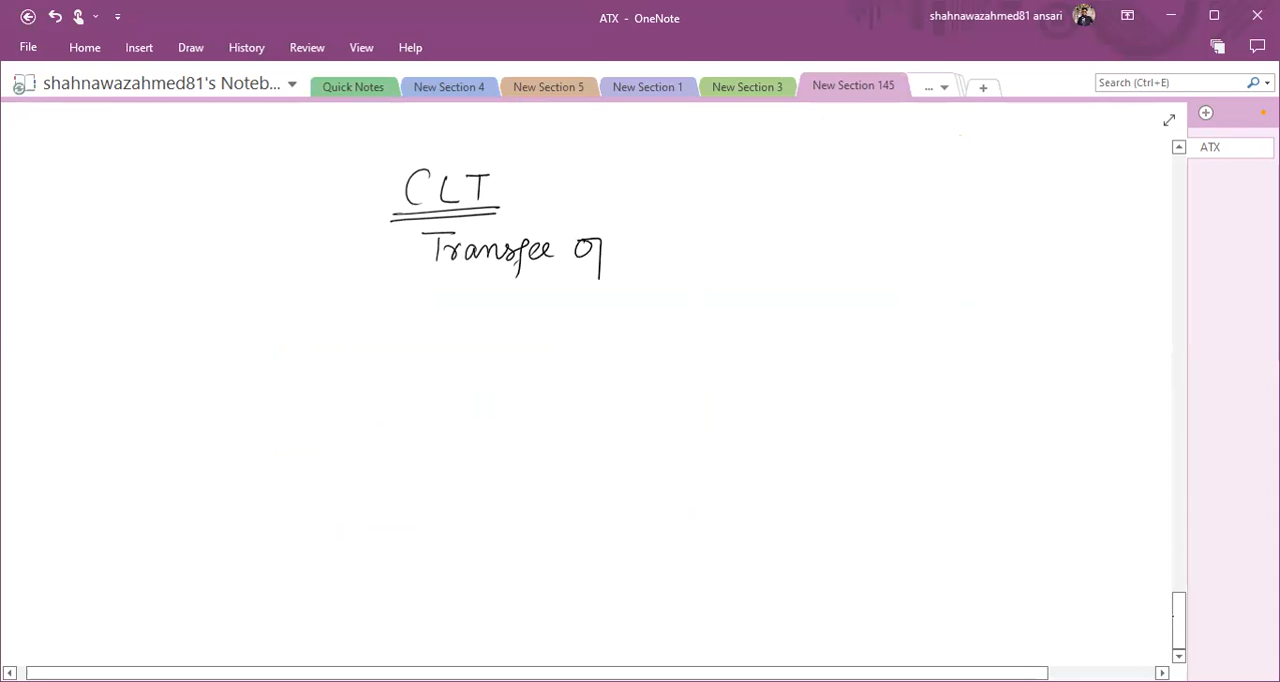 ATX - OneNote
shahnawazahmed81 ansari
File Home Insert Draw History Review View Help
shahnawazahmed81's Noteb... Quick Notes New Section 4 New Section 5 New Section 1 New Section 3 New Section 145 ... + Search (Ctrl+E)
ATX
CLT
Transfer of